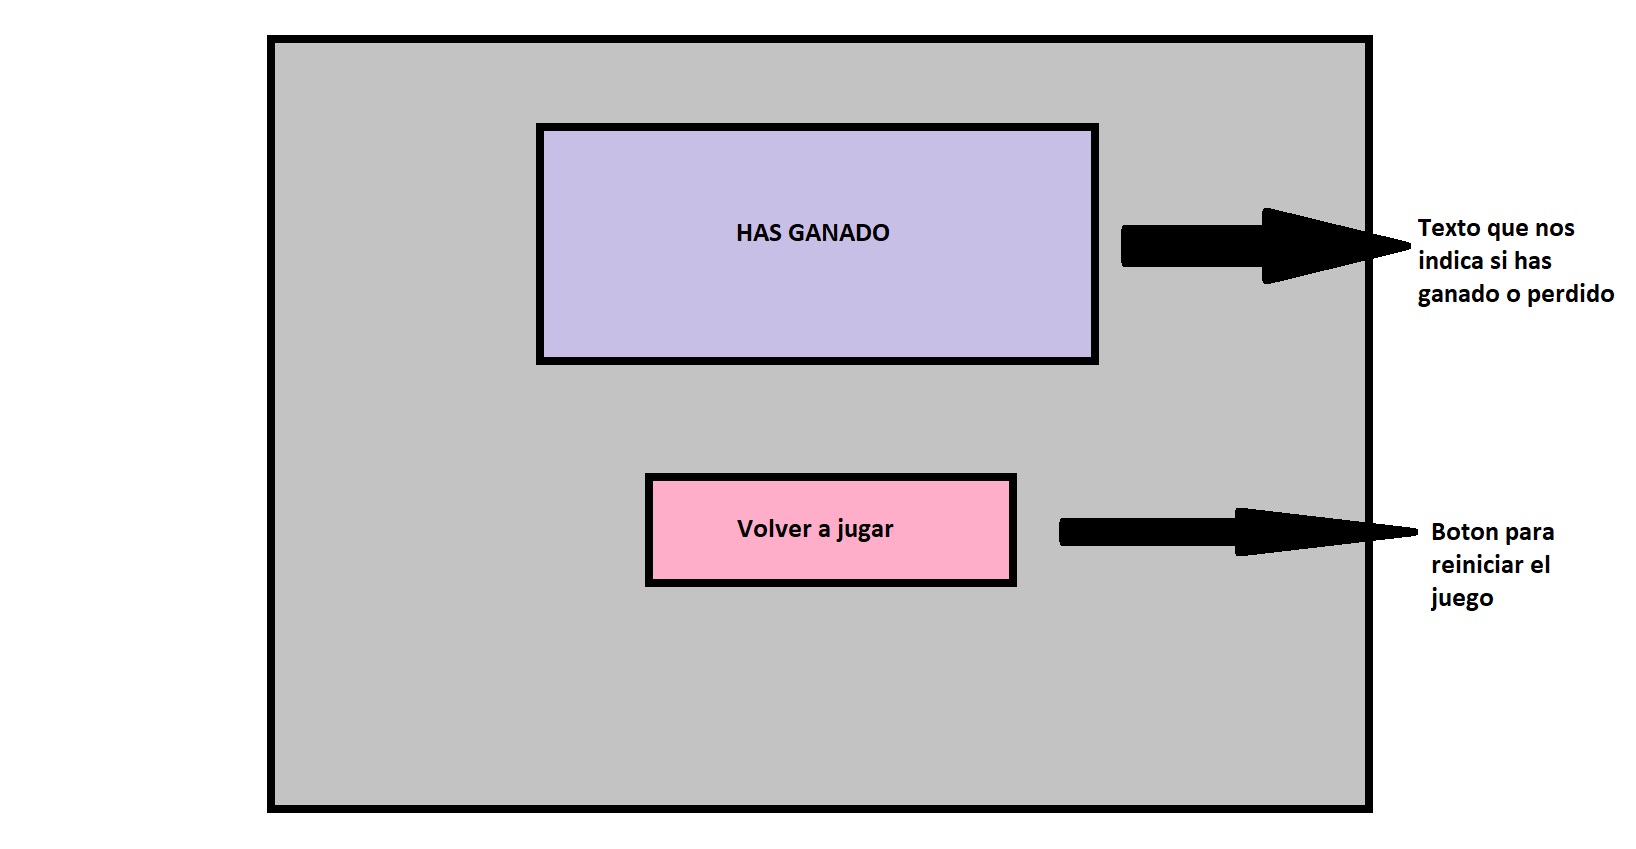 HAS GANADO
Texto que nos
indica si has
ganado o perdido
Volver a jugar
Boton para
reiniciar el
juego